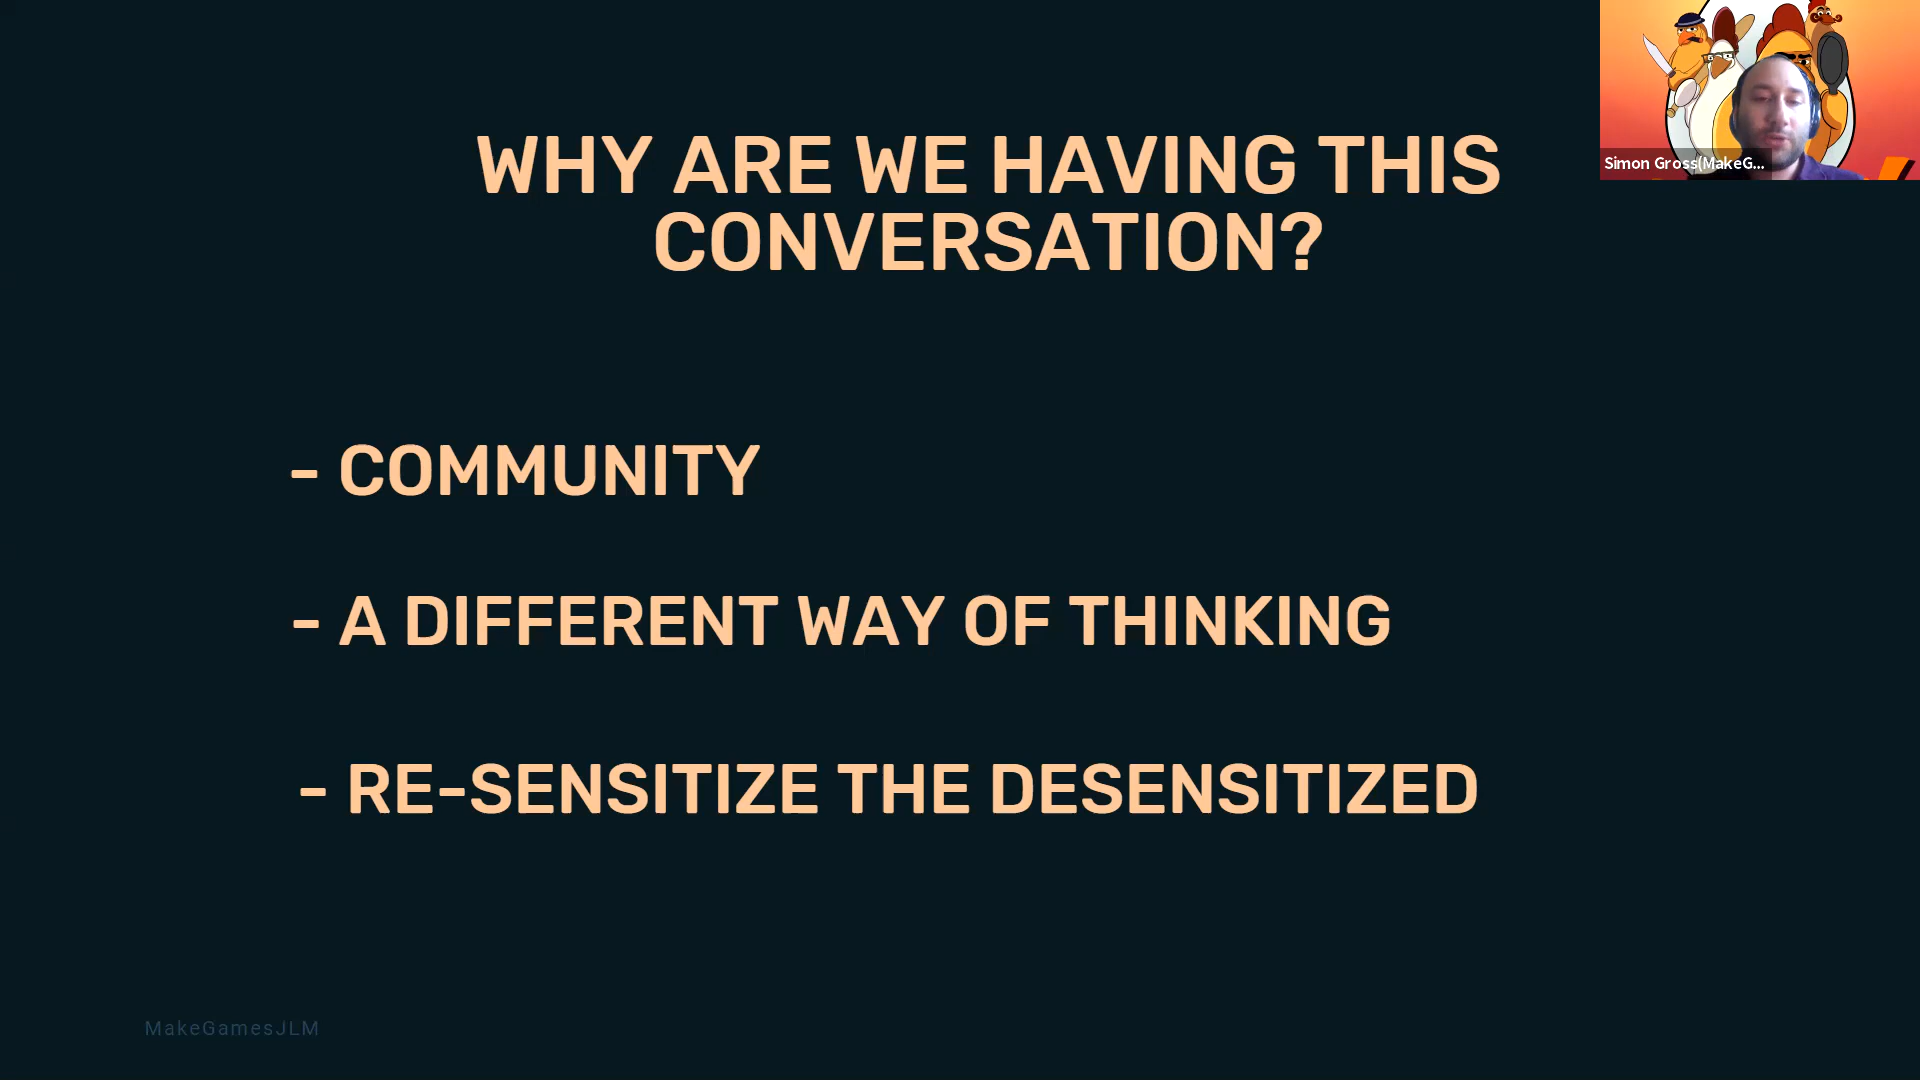 WHY ARE WE HAVING THIS
CONVERSATION?
- COMMUNITY
- A DIFFERENT WAY OF THINKING
- RE-SENSITIZE THE DESENSITIZED
Simon Gross(MakeG...
MakeGamesJLM